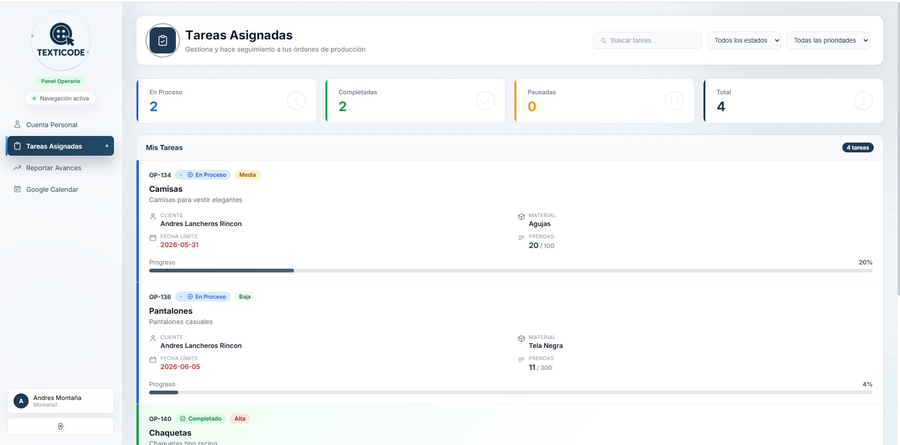 TEXTICODE
Panel Operario
Navegación activa
Cuenta Personal
Tareas Asignadas
Reportar Avances
Google Calendar
A
Andres Montaña
Montaña2
Tareas Asignadas
Gestiona y hace seguimiento a tus órdenes de producción
Buscar tareas...
Todos los estados
Todas las prioridades
En Proceso
2
Completadas
2
Pausadas
0
Total
4
Mis Tareas
4 tareas
OP-134 En Proceso Media
Camisas
Camisas para vestir elegantes
CLIENTE
Andres Lancheros Rincon
MATERIAL
Agujas
FECHA LÍMITE
2026-05-31
PRENDAS
20 / 100
Progreso 20%
OP-136 En Proceso Baja
Pantalones
Pantalones casuales
CLIENTE
Andres Lancheros Rincon
MATERIAL
Tela Negra
FECHA LÍMITE
2026-06-05
PRENDAS
11 / 300
Progreso 4%
OP-140 Completado Alta
Chaquetas
Chaquetas tipo racing